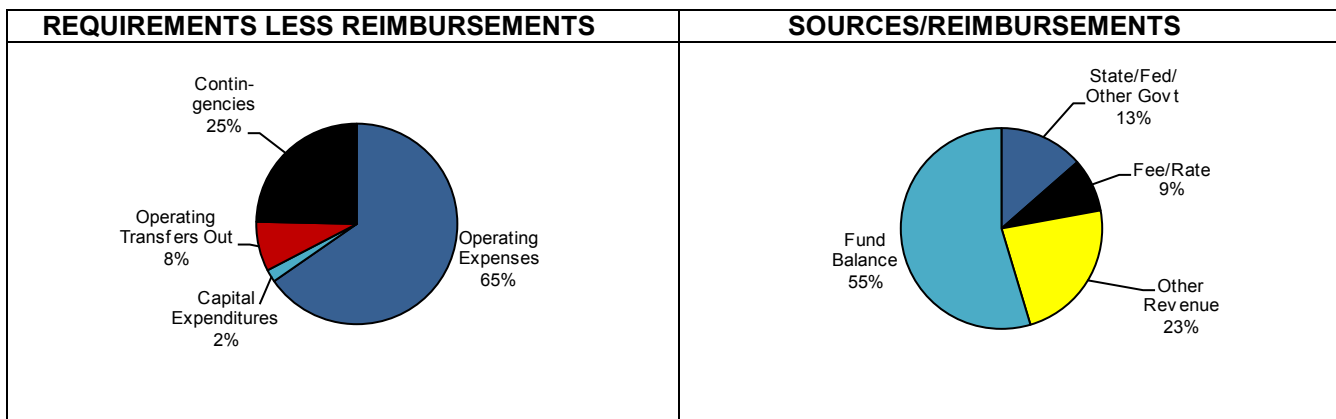 REQUIREMENTS LESS REIMBURSEMENTS
Contin-
gencies
25%
Operating
Transfers Out
8%
Capital
Expenditures
2%
Operating
Expenses
65%
SOURCES/REIMBURSEMENTS
State/Fed/
Other Govt
13%
Fee/Rate
9%
Fund
Balance
55%
Other
Revenue
23%